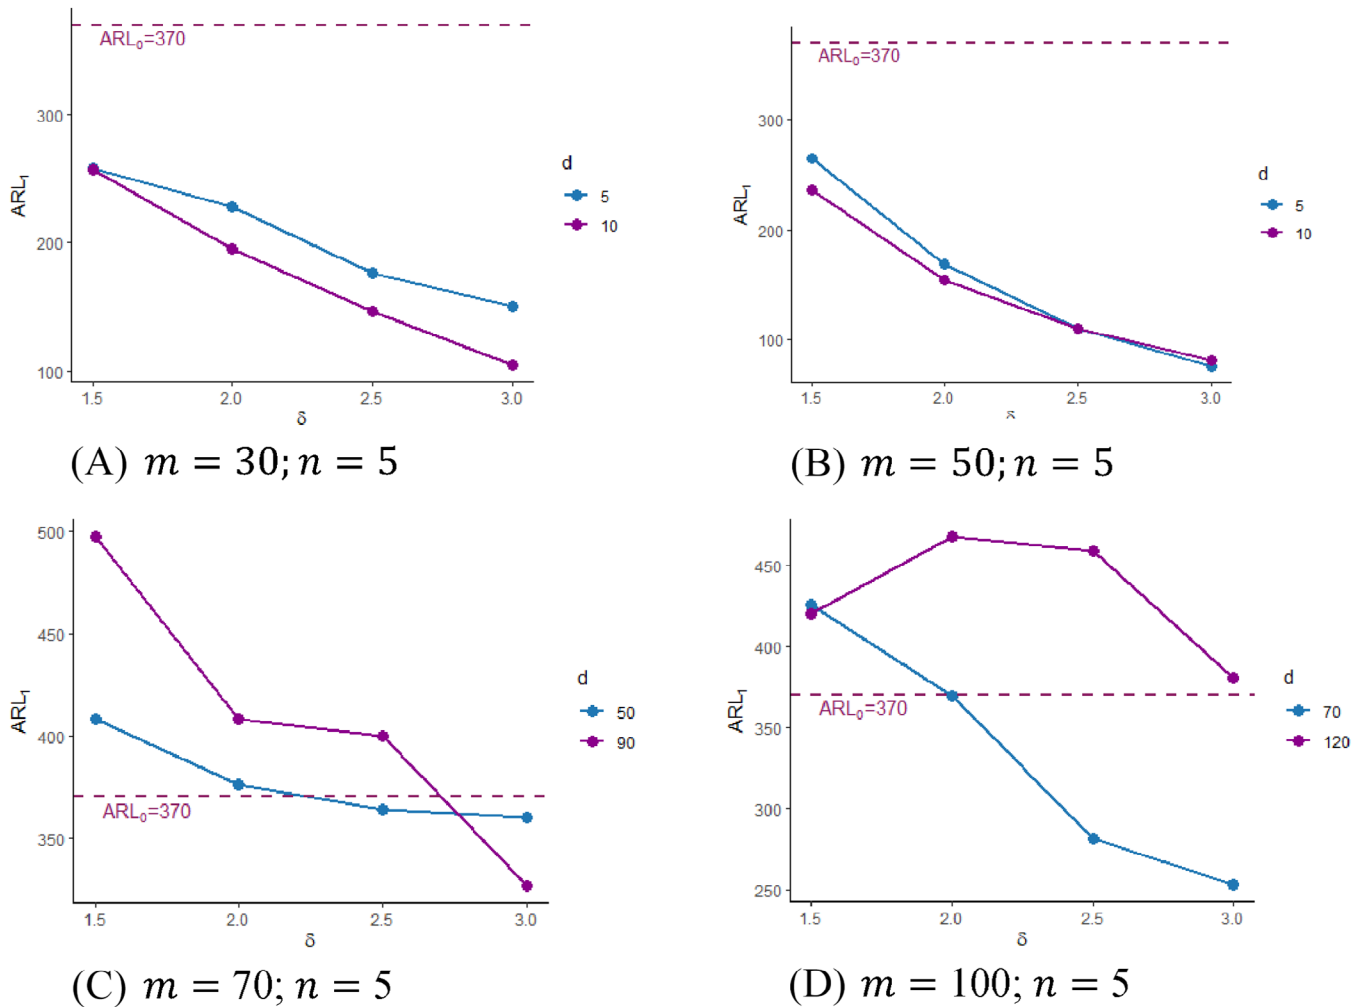 ARL₀=370
300
200
100
ARL₁
1.5 2.0 2.5 3.0
δ
d
5
10
(A) m = 30; n = 5
ARL₀=370
300
200
100
ARL₁
1.5 2.0 2.5 3.0
d
5
10
(B) m = 50; n = 5
500
450
400
350
ARL₁
ARL₀=370
1.5 2.0 2.5 3.0
δ
d
50
90
(C) m = 70; n = 5
450
400
350
300
250
ARL₁
ARL₀=370
1.5 2.0 2.5 3.0
δ
d
70
120
(D) m = 100; n = 5